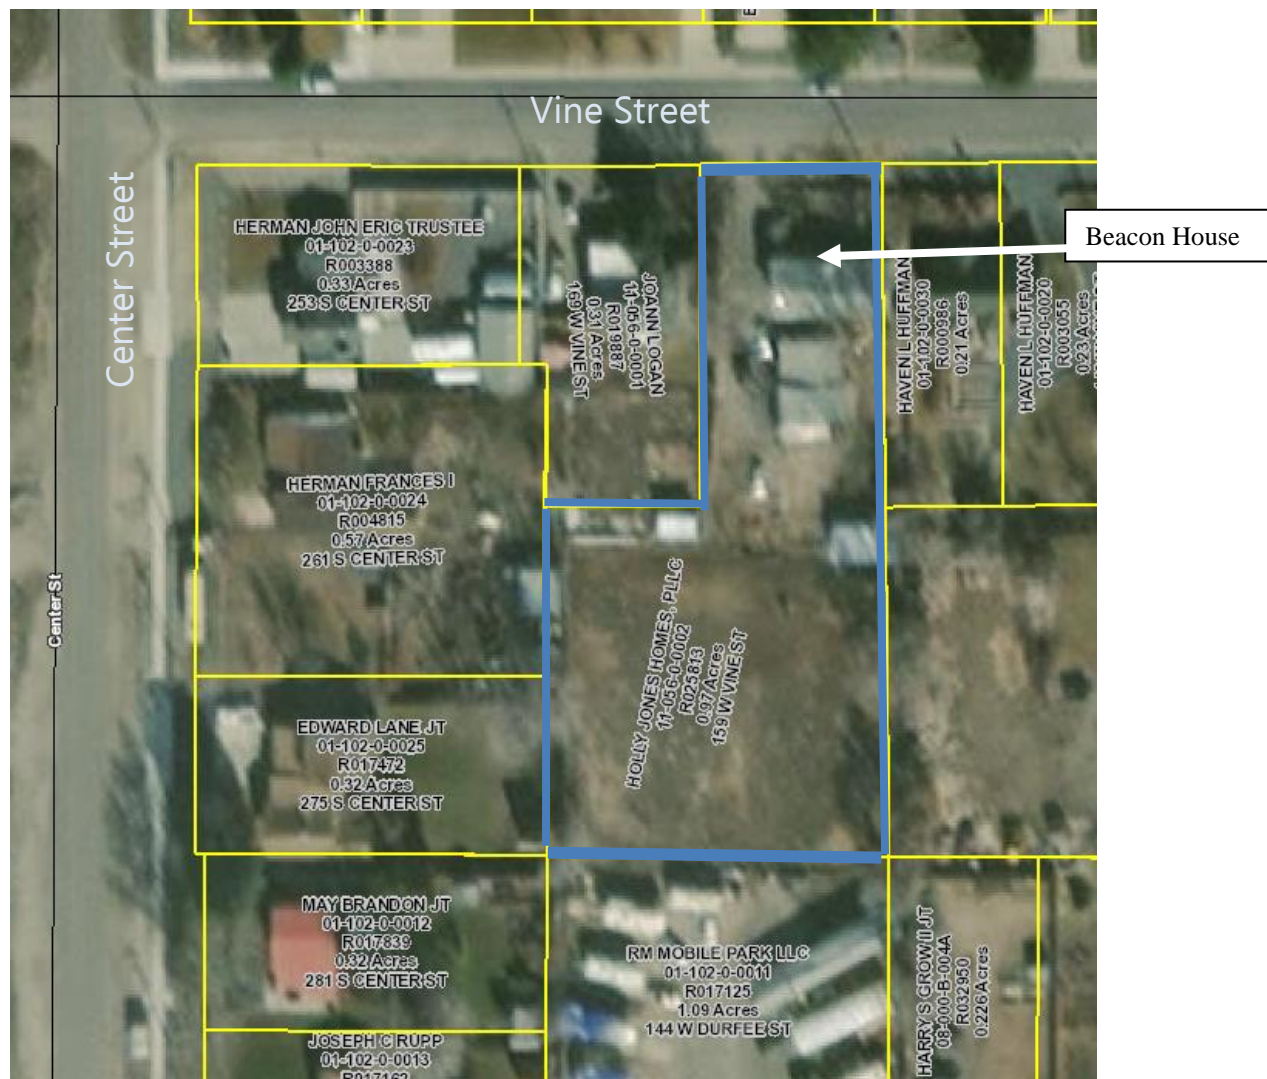 Vine Street
Center Street
Center St
Beacon House
HERMAN JOHN ERIC TRUSTEE
01-102-0-0023
R003388
0.33 Acres
253 S CENTER ST
JOANN LOGAN
11-056-0-0001
R019887
0.31 Acres
169 W VINE ST
HAVEN L HUFFMAN
01-102-0-0030
R000986
0.21 Acres
HAVEN L HUFFMAN
01-102-0-0020
R003055
0.23 Acres
HERMAN FRANCES I
01-102-0-0024
R004815
0.57 Acres
261 S CENTER ST
HOLLY JONES HOMES, PLLC
11-056-0-0002
R025813
0.97 Acres
159 W VINE ST
EDWARD LANE JT
01-102-0-0025
R017472
0.32 Acres
275 S CENTER ST
MAY BRANDON JT
01-102-0-0012
R017839
0.32 Acres
281 S CENTER ST
RM MOBILE PARK LLC
01-102-0-0011
R017125
1.09 Acres
144 W DURFEE ST
HARRY S GROW II JT
08-000-B-004A
R032950
0.226 Acres
JOSEPH C RUPP
01-102-0-0013
R017162